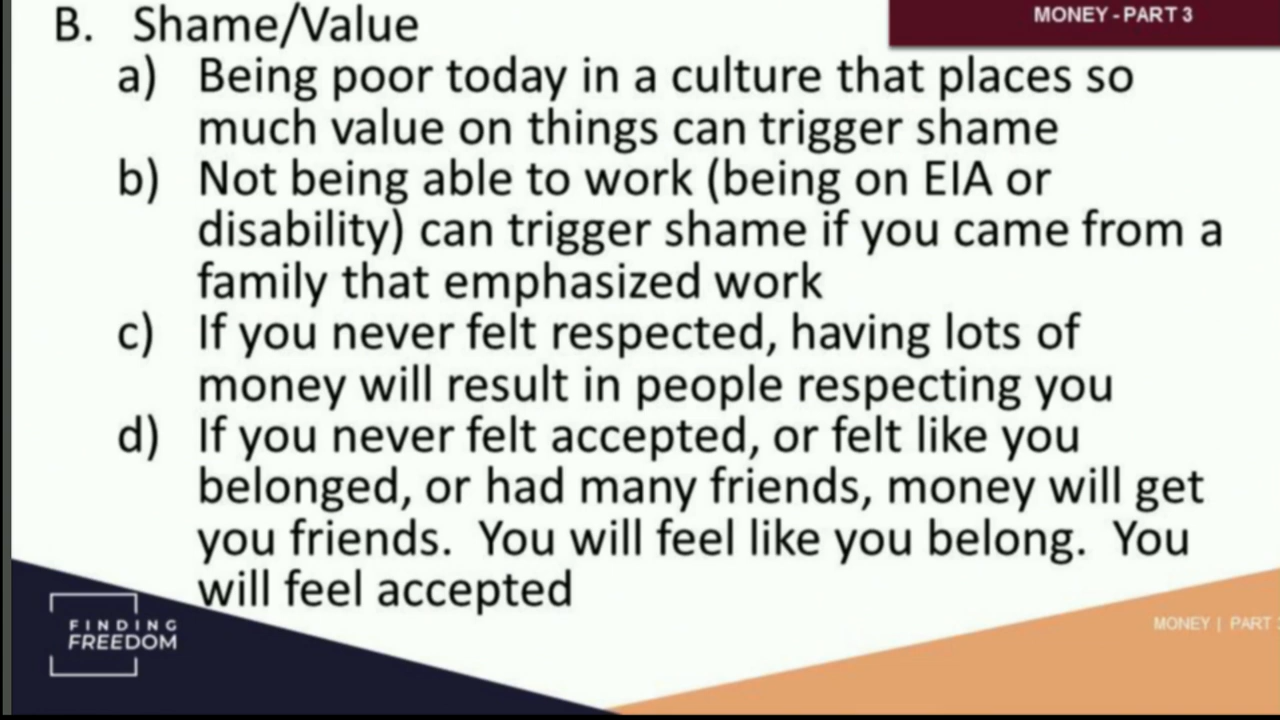 MONEY - PART 3
B. Shame/Value
a) Being poor today in a culture that places so
much value on things can trigger shame
b) Not being able to work (being on EIA or
disability) can trigger shame if you came from a
family that emphasized work
c) If you never felt respected, having lots of
money will result in people respecting you
d) If you never felt accepted, or felt like you
belonged, or had many friends, money will get
you friends.  You will feel like you belong.  You
will feel accepted
FINDING
FREEDOM
MONEY | PART 3